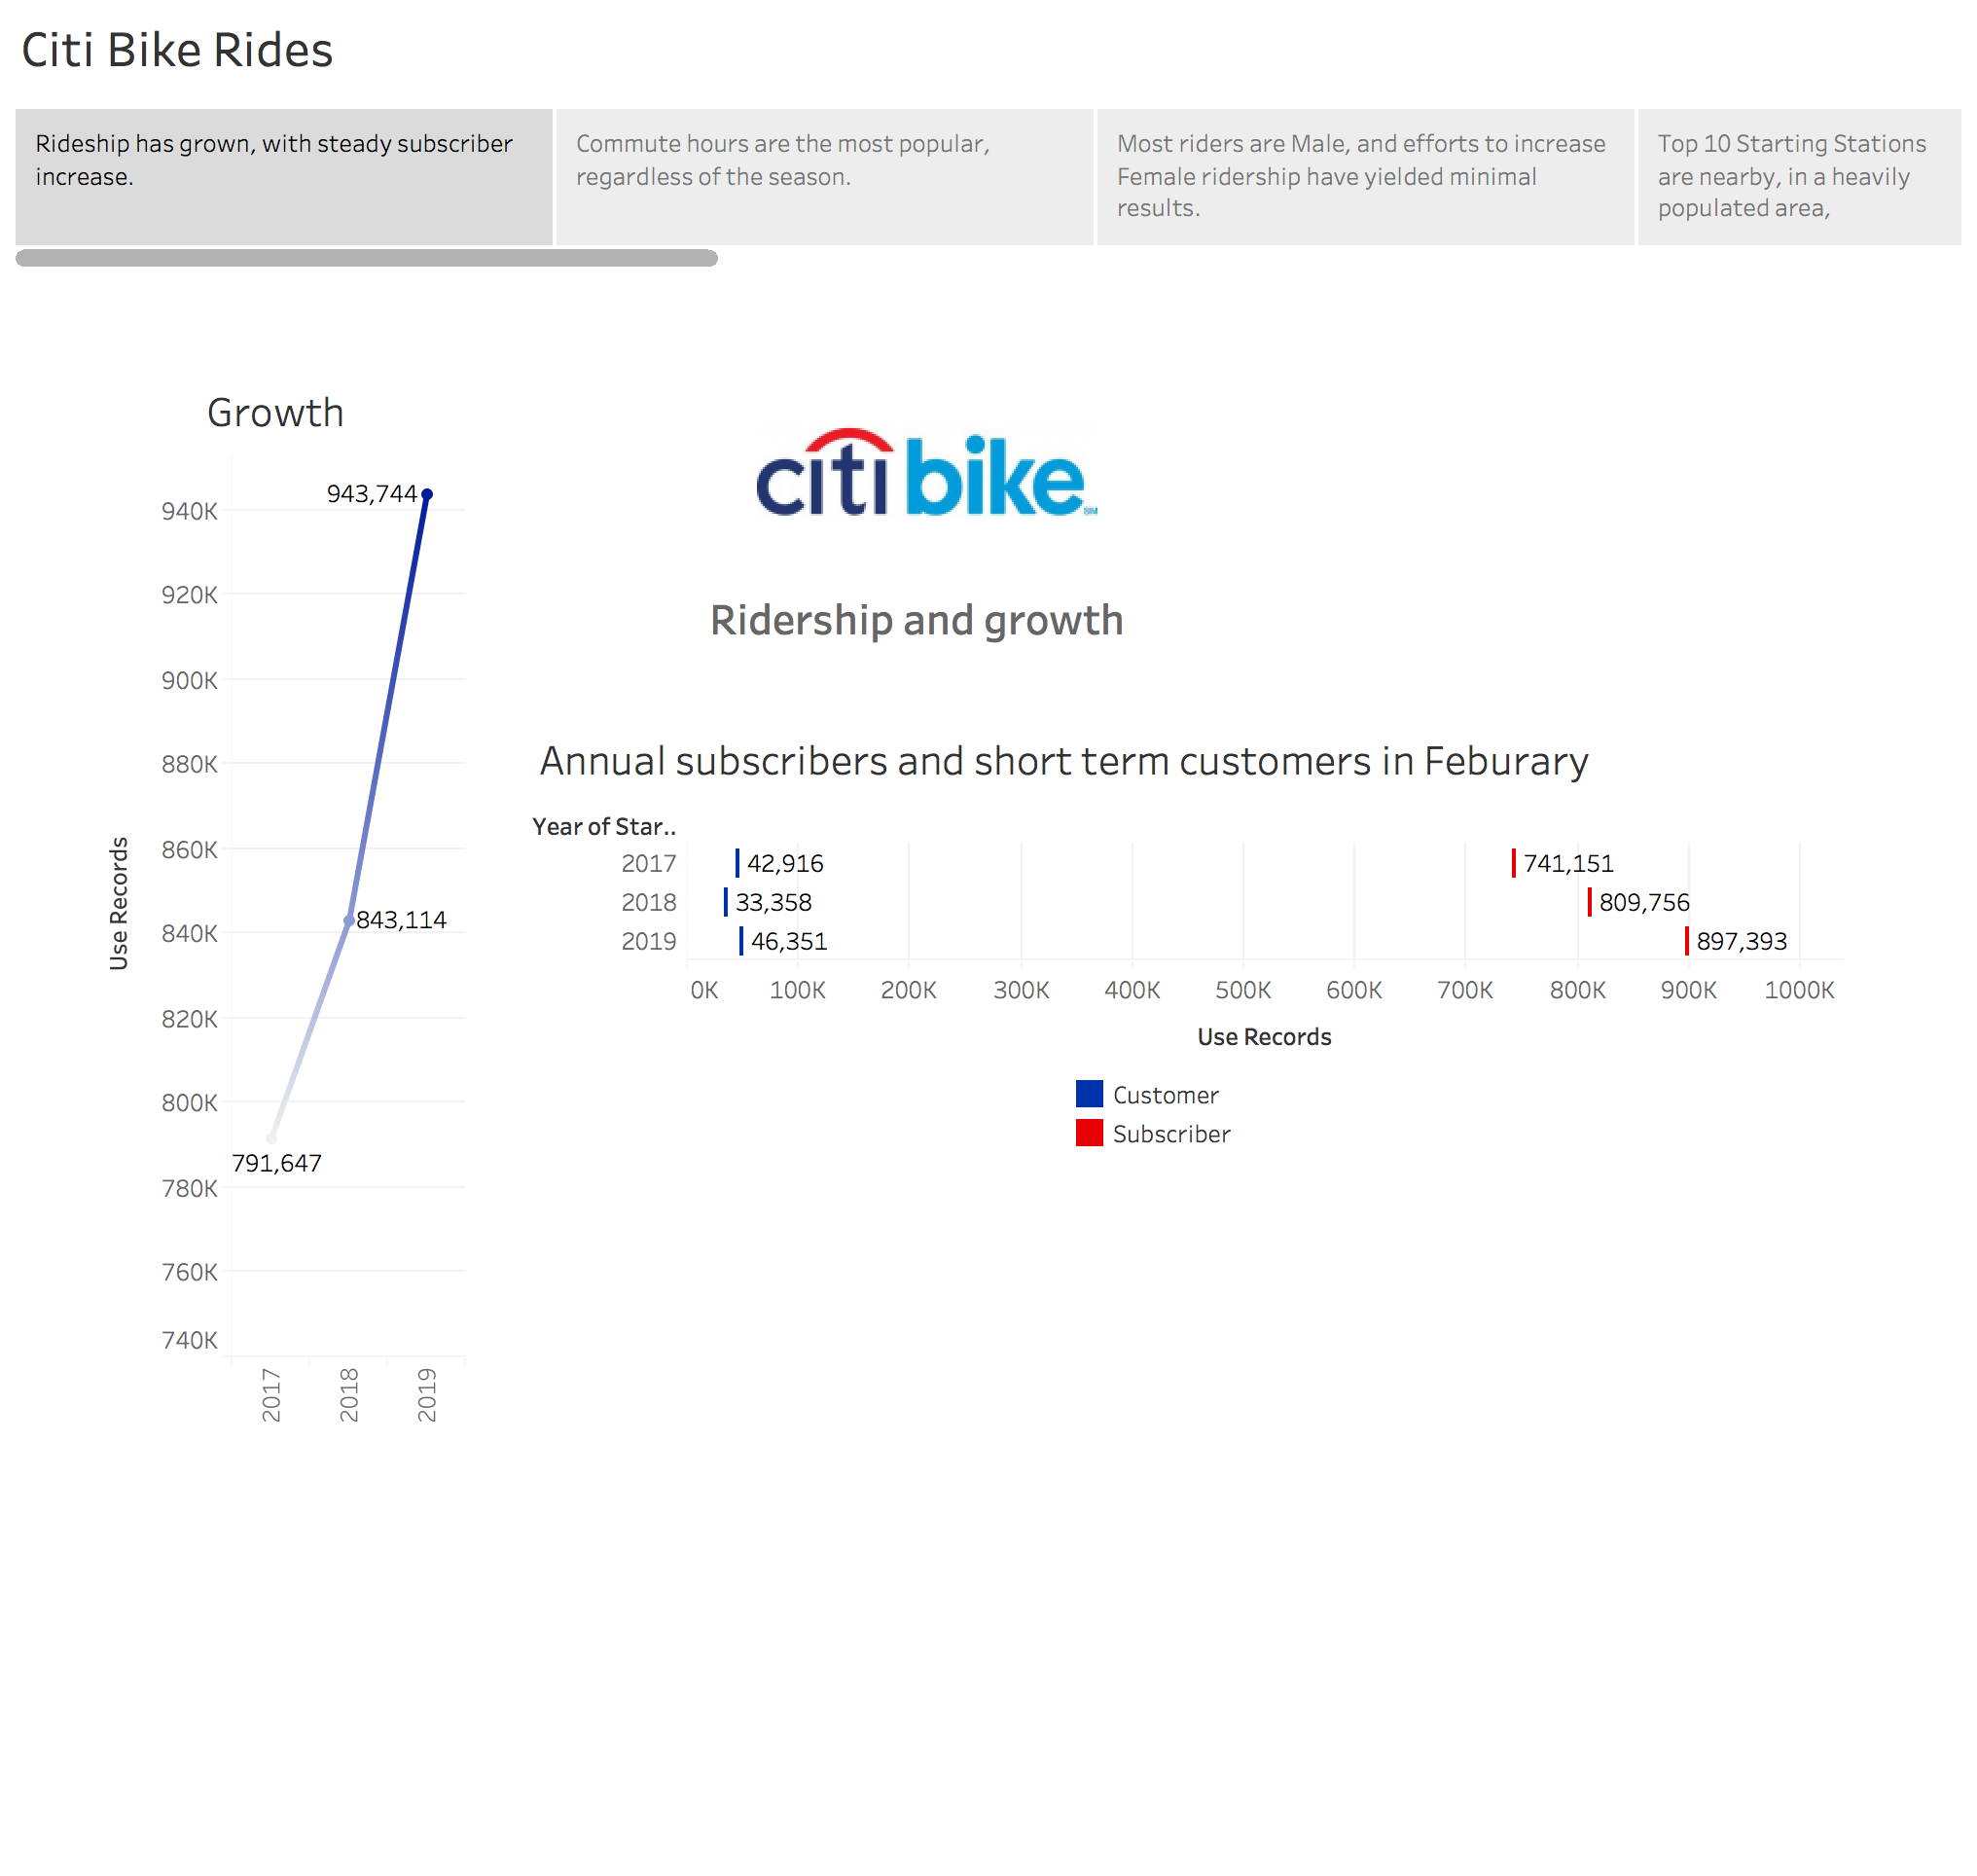 Citi Bike Rides
Rideship has grown, with steady subscriber
increase.
Commute hours are the most popular,
regardless of the season.
Most riders are Male, and efforts to increase
Female ridership have yielded minimal
results.
Top 10 Starting Stations
are nearby, in a heavily
populated area,
Growth
Use Records
940K
920K
900K
880K
860K
840K
820K
800K
780K
760K
740K
943,744
843,114
791,647
2017
2018
2019
citi bike SM
Ridership and growth
Annual subscribers and short term customers in Feburary
Year of Star..
2017 42,916 741,151
2018 33,358 809,756
2019 46,351 897,393
0K 100K 200K 300K 400K 500K 600K 700K 800K 900K 1000K
Use Records
Customer
Subscriber